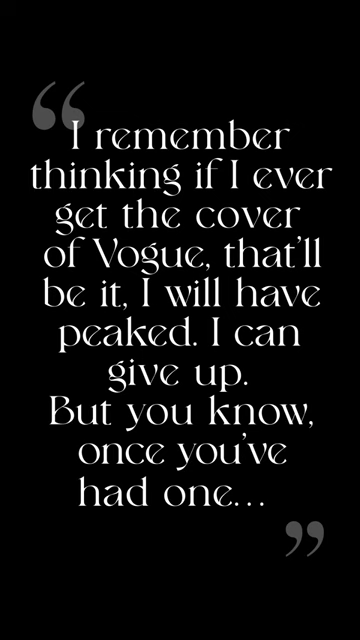 “
I remember
thinking if I ever
get the cover
of Vogue, that’ll
be it, I will have
peaked. I can
give up.
But you know,
once you’ve
had one…
”